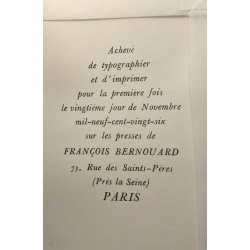 Achevé
de typographier
et d'imprimer
pour la première fois
le vingtième jour de Novembre
mil-neuf-cent-vingt-six
sur les presses de
FRANÇOIS BERNOUARD
73, Rue des Saints-Pères
(Près la Seine)
PARIS